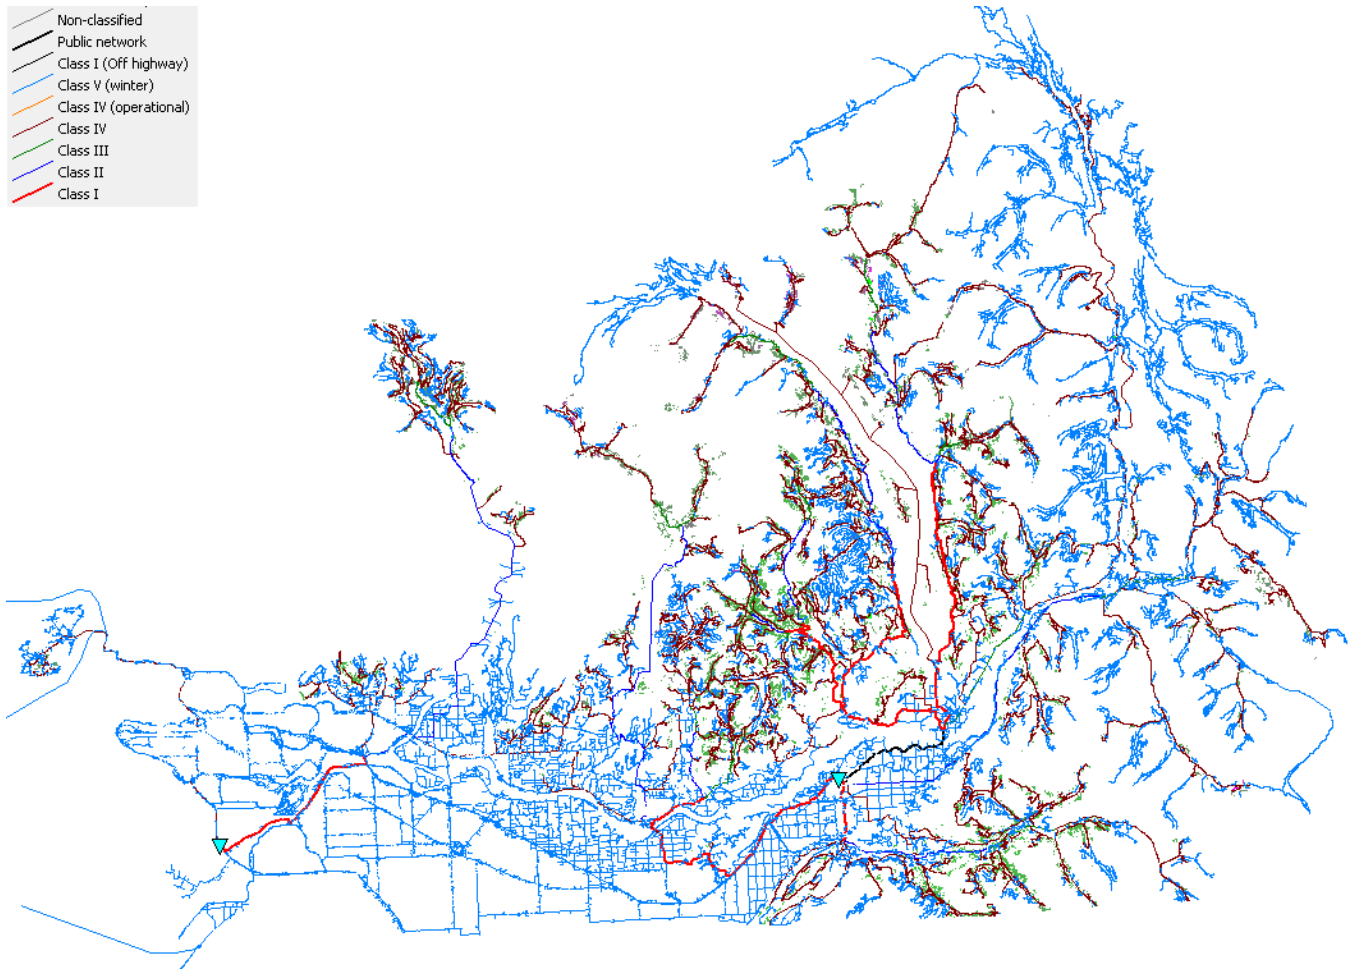 Non-classified
Public network
Class I (Off highway)
Class V (winter)
Class IV (operational)
Class IV
Class III
Class II
Class I